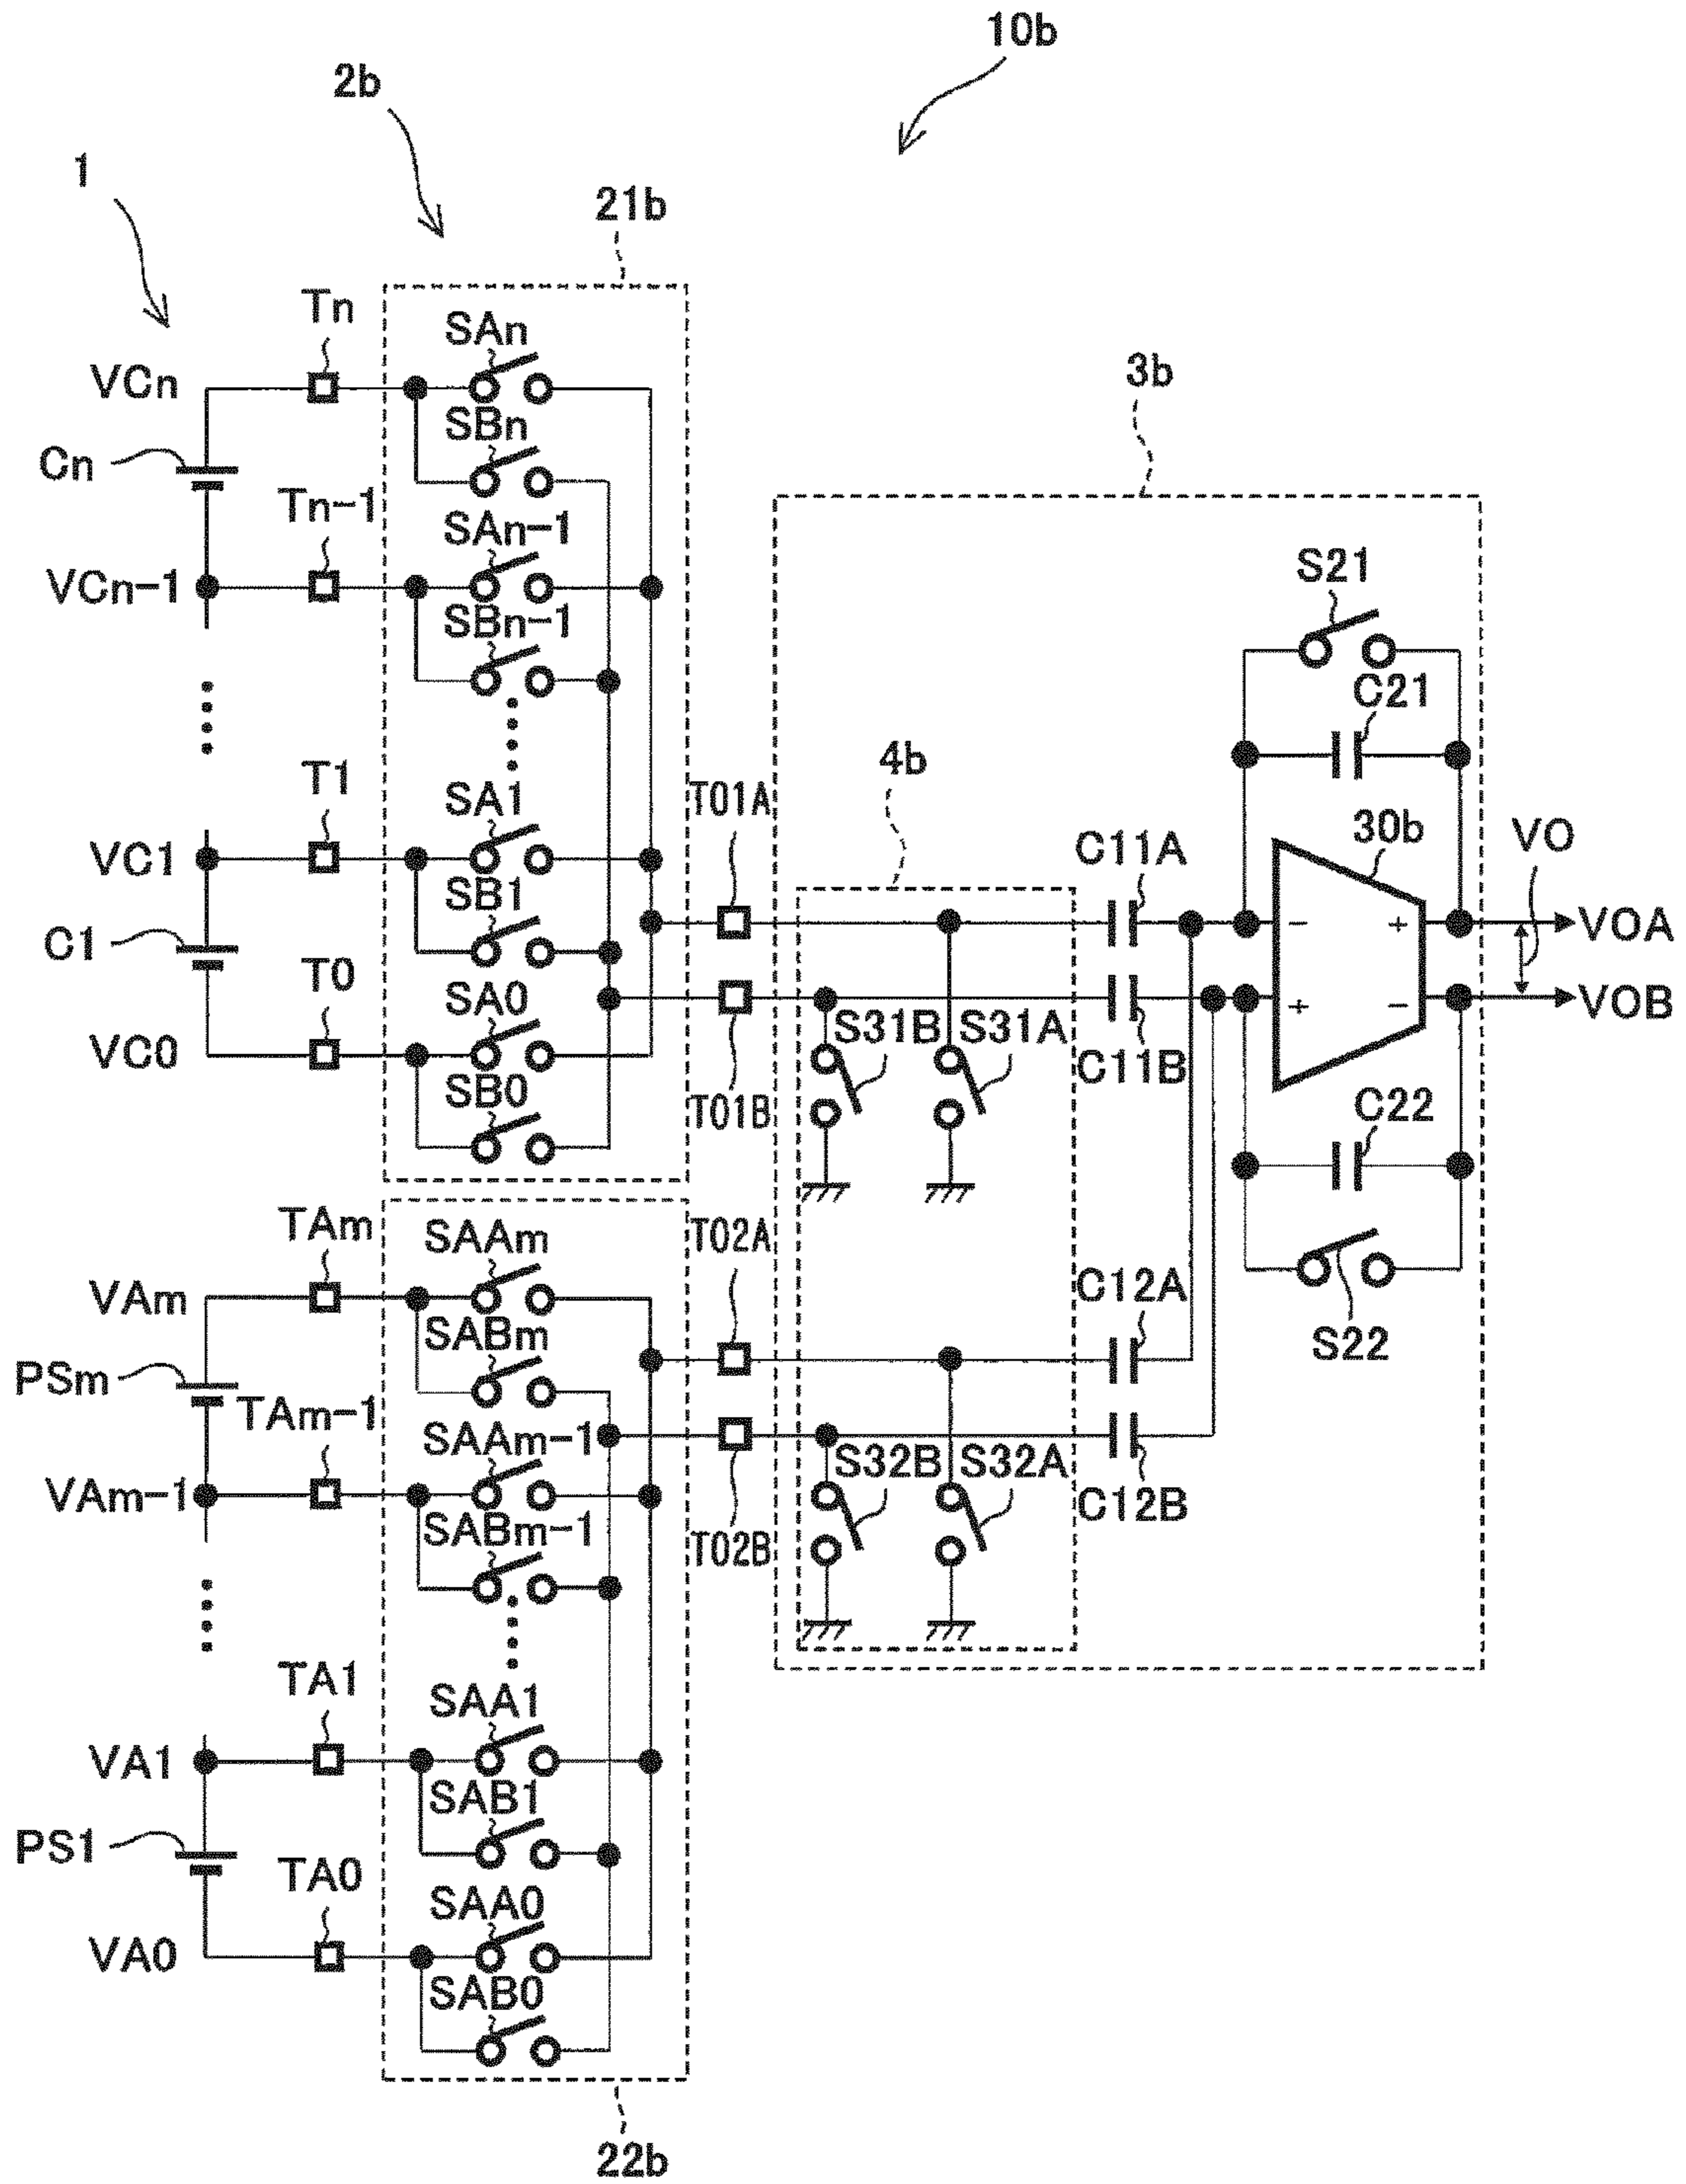 10b
2b
1
21b
Tn
SAn
VCn
SBn
3b
Cn
Tn-1
SAn-1
VCn-1
SBn-1
S21
C21
4b
T1
SA1
T01A
30b
VO
VC1
SB1
C11A
C1
T0
SA0
-
+
VOA
+
-
VOB
VC0
SB0
S31B
S31A
C11B
T01B
C22
TAm
SAAm
T02A
VAm
SABm
C12A
S22
PSm
TAm-1
SAAm-1
S32B
S32A
VAm-1
SABm-1
T02B
C12B
TA1
SAA1
VA1
SAB1
PS1
TA0
SAA0
VA0
SAB0
22b